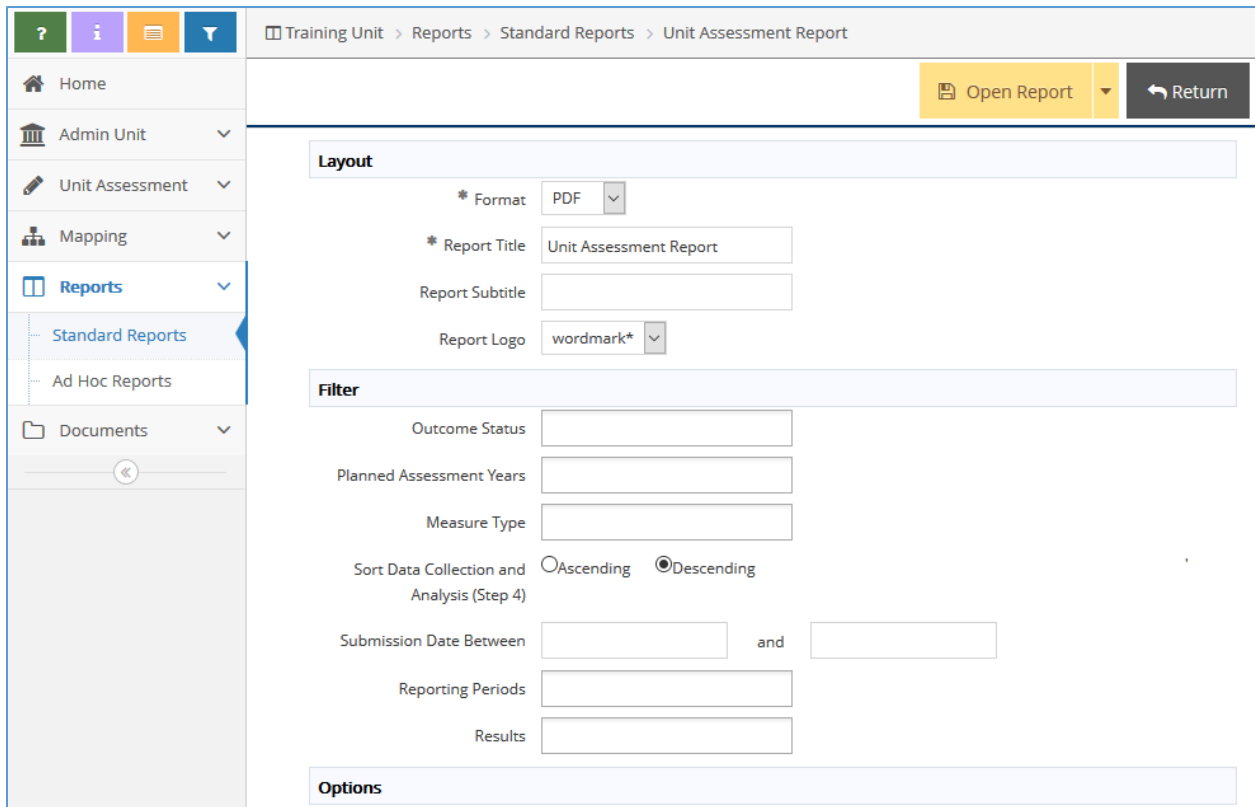 ? i
Training Unit > Reports > Standard Reports > Unit Assessment Report
Home
Admin Unit
Unit Assessment
Mapping
Reports
Standard Reports
Ad Hoc Reports
Documents
Open Report Return
Layout
* Format PDF
* Report Title Unit Assessment Report
Report Subtitle
Report Logo wordmark*
Filter
Outcome Status
Planned Assessment Years
Measure Type
Sort Data Collection and Ascending Descending
Analysis (Step 4)
Submission Date Between and
Reporting Periods
Results
Options